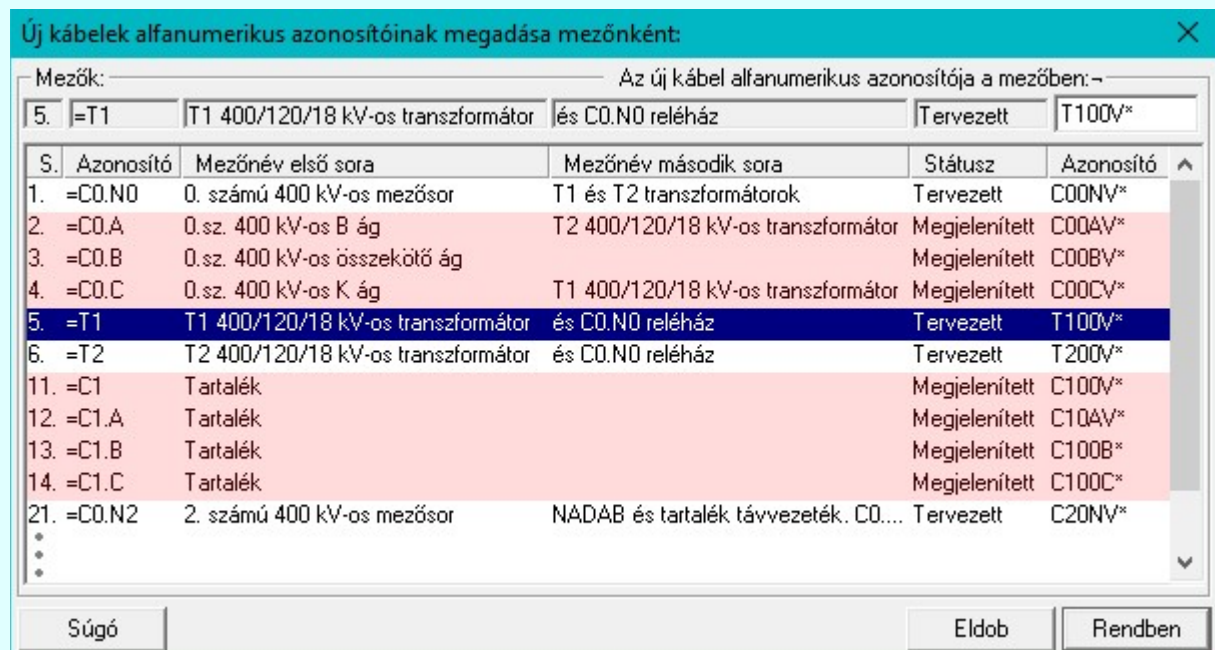 Új kábelek alfanumerikus azonosítóinak megadása mezőnként:
Mezők: Az új kábel alfanumerikus azonosítója a mezőben:¬
5. =T1 T1 400/120/18 kV-os transzformátor és C0.N0 reléház Tervezett T100V*
S. Azonosító Mezőnév első sora Mezőnév második sora Státusz Azonosító
1. =C0.N0 0. számú 400 kV-os mezősor T1 és T2 transzformátorok Tervezett C00NV*
2. =C0.A 0.sz. 400 kV-os B ág T2 400/120/18 kV-os transzformátor Megjelenített C00AV*
3. =C0.B 0.sz. 400 kV-os összekötő ág Megjelenített C00BV*
4. =C0.C 0.sz. 400 kV-os K ág T1 400/120/18 kV-os transzformátor Megjelenített C00CV*
5. =T1 T1 400/120/18 kV-os transzformátor és C0.N0 reléház Tervezett T100V*
6. =T2 T2 400/120/18 kV-os transzformátor és C0.N0 reléház Tervezett T200V*
11. =C1 Tartalék Megjelenített C100V*
12. =C1.A Tartalék Megjelenített C10AV*
13. =C1.B Tartalék Megjelenített C100B*
14. =C1.C Tartalék Megjelenített C100C*
21. =C0.N2 2. számú 400 kV-os mezősor NADAB és tartalék távvezeték. C0.... Tervezett C20NV*
Súgó Eldob Rendben